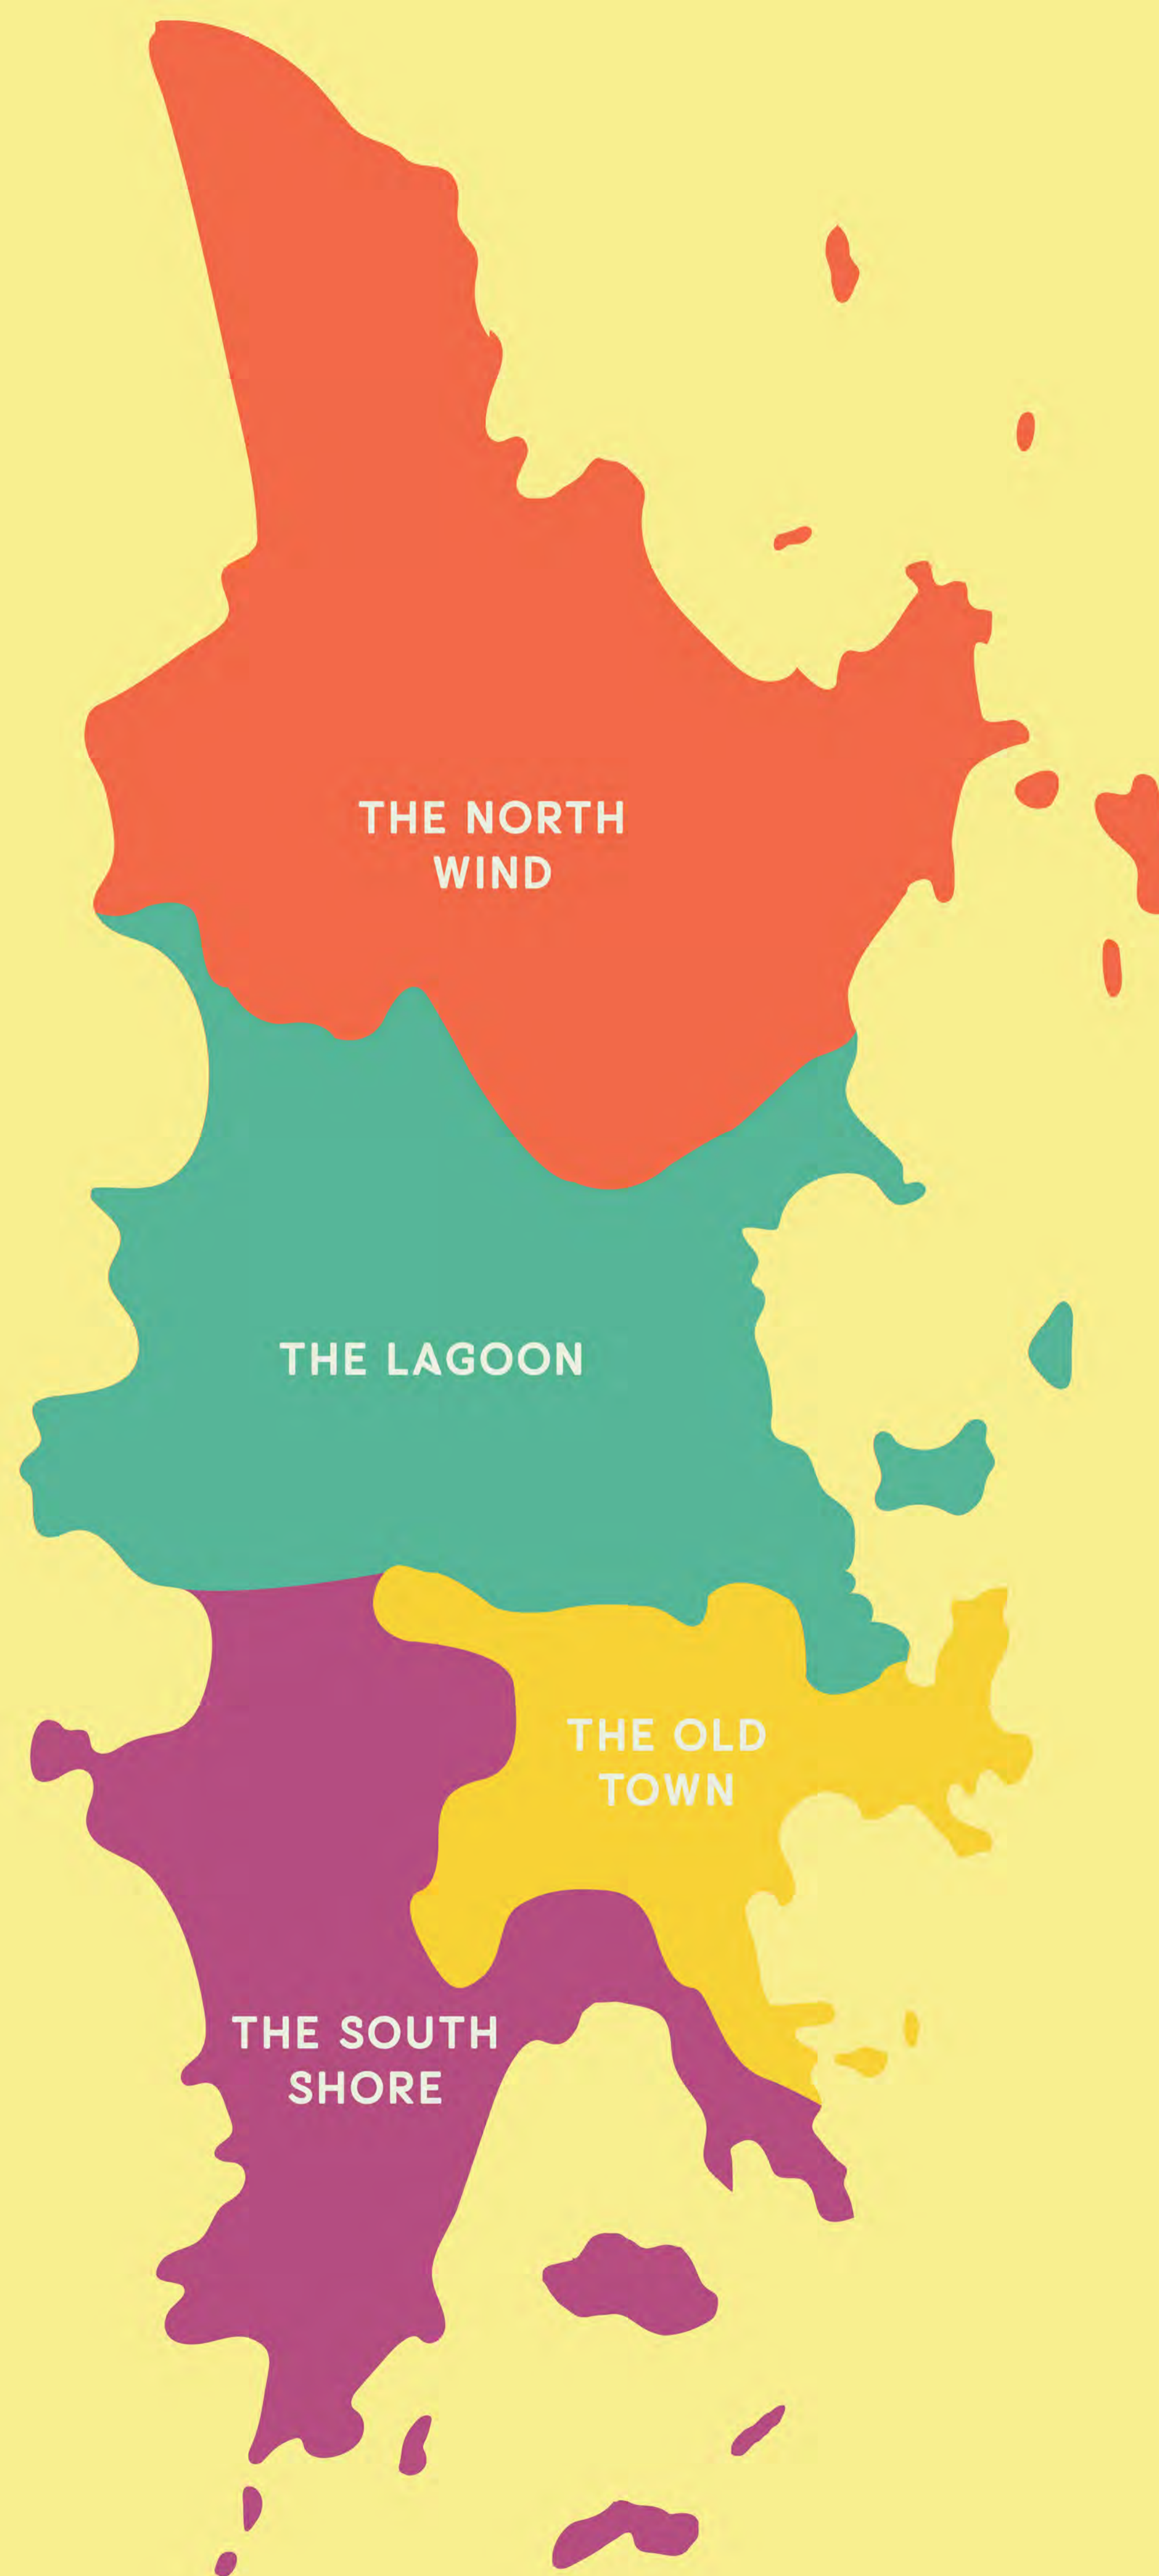 THE NORTH
WIND
THE LAGOON
THE OLD
TOWN
THE SOUTH
SHORE